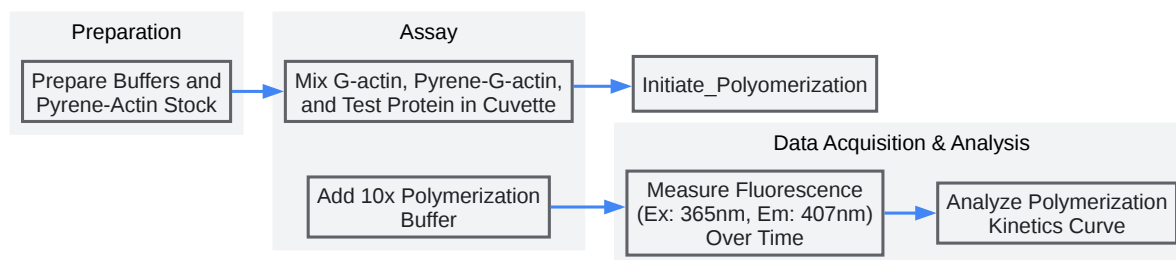 Preparation
Prepare Buffers and
Pyrene-Actin Stock
Assay
Mix G-actin, Pyrene-G-actin,
and Test Protein in Cuvette
Initiate_Polyomerization
Add 10x Polymerization
Buffer
Data Acquisition & Analysis
Measure Fluorescence
(Ex: 365nm, Em: 407nm)
Over Time
Analyze Polymerization
Kinetics Curve